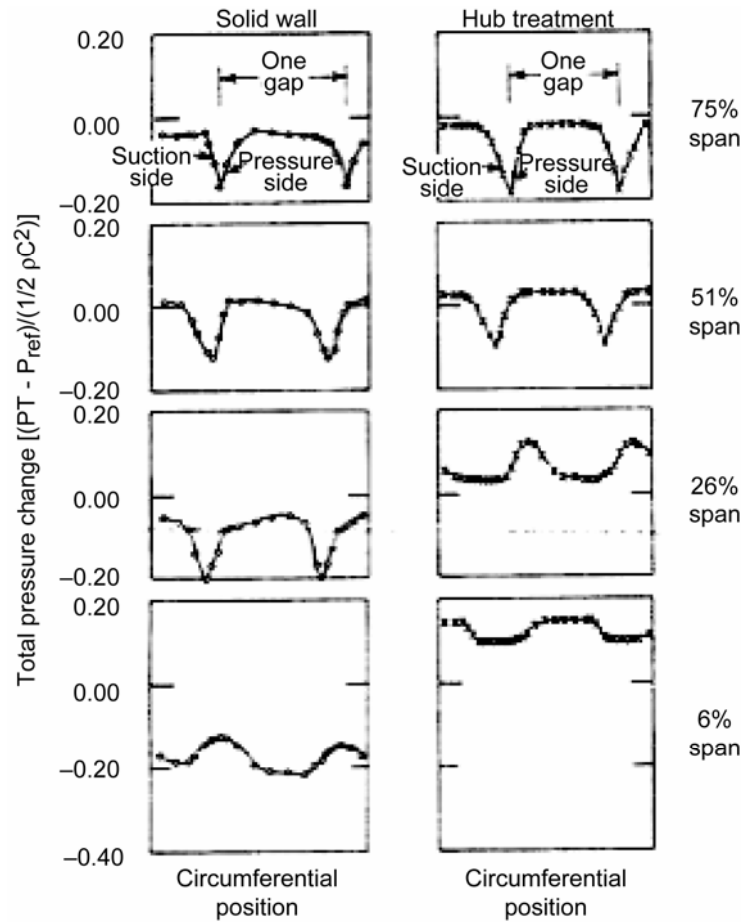 Solid wall
Hub treatment
Total pressure change [(PT - Pref)/(1/2 ρC2)]
0.20
0.00
–0.20
One
gap
Suction
side
Pressure
side
One
gap
Suction
side
Pressure
side
75%
span
0.20
0.00
–0.20
51%
span
0.20
0.00
–0.20
26%
span
0.20
0.00
–0.20
–0.40
6%
span
Circumferential
position
Circumferential
position